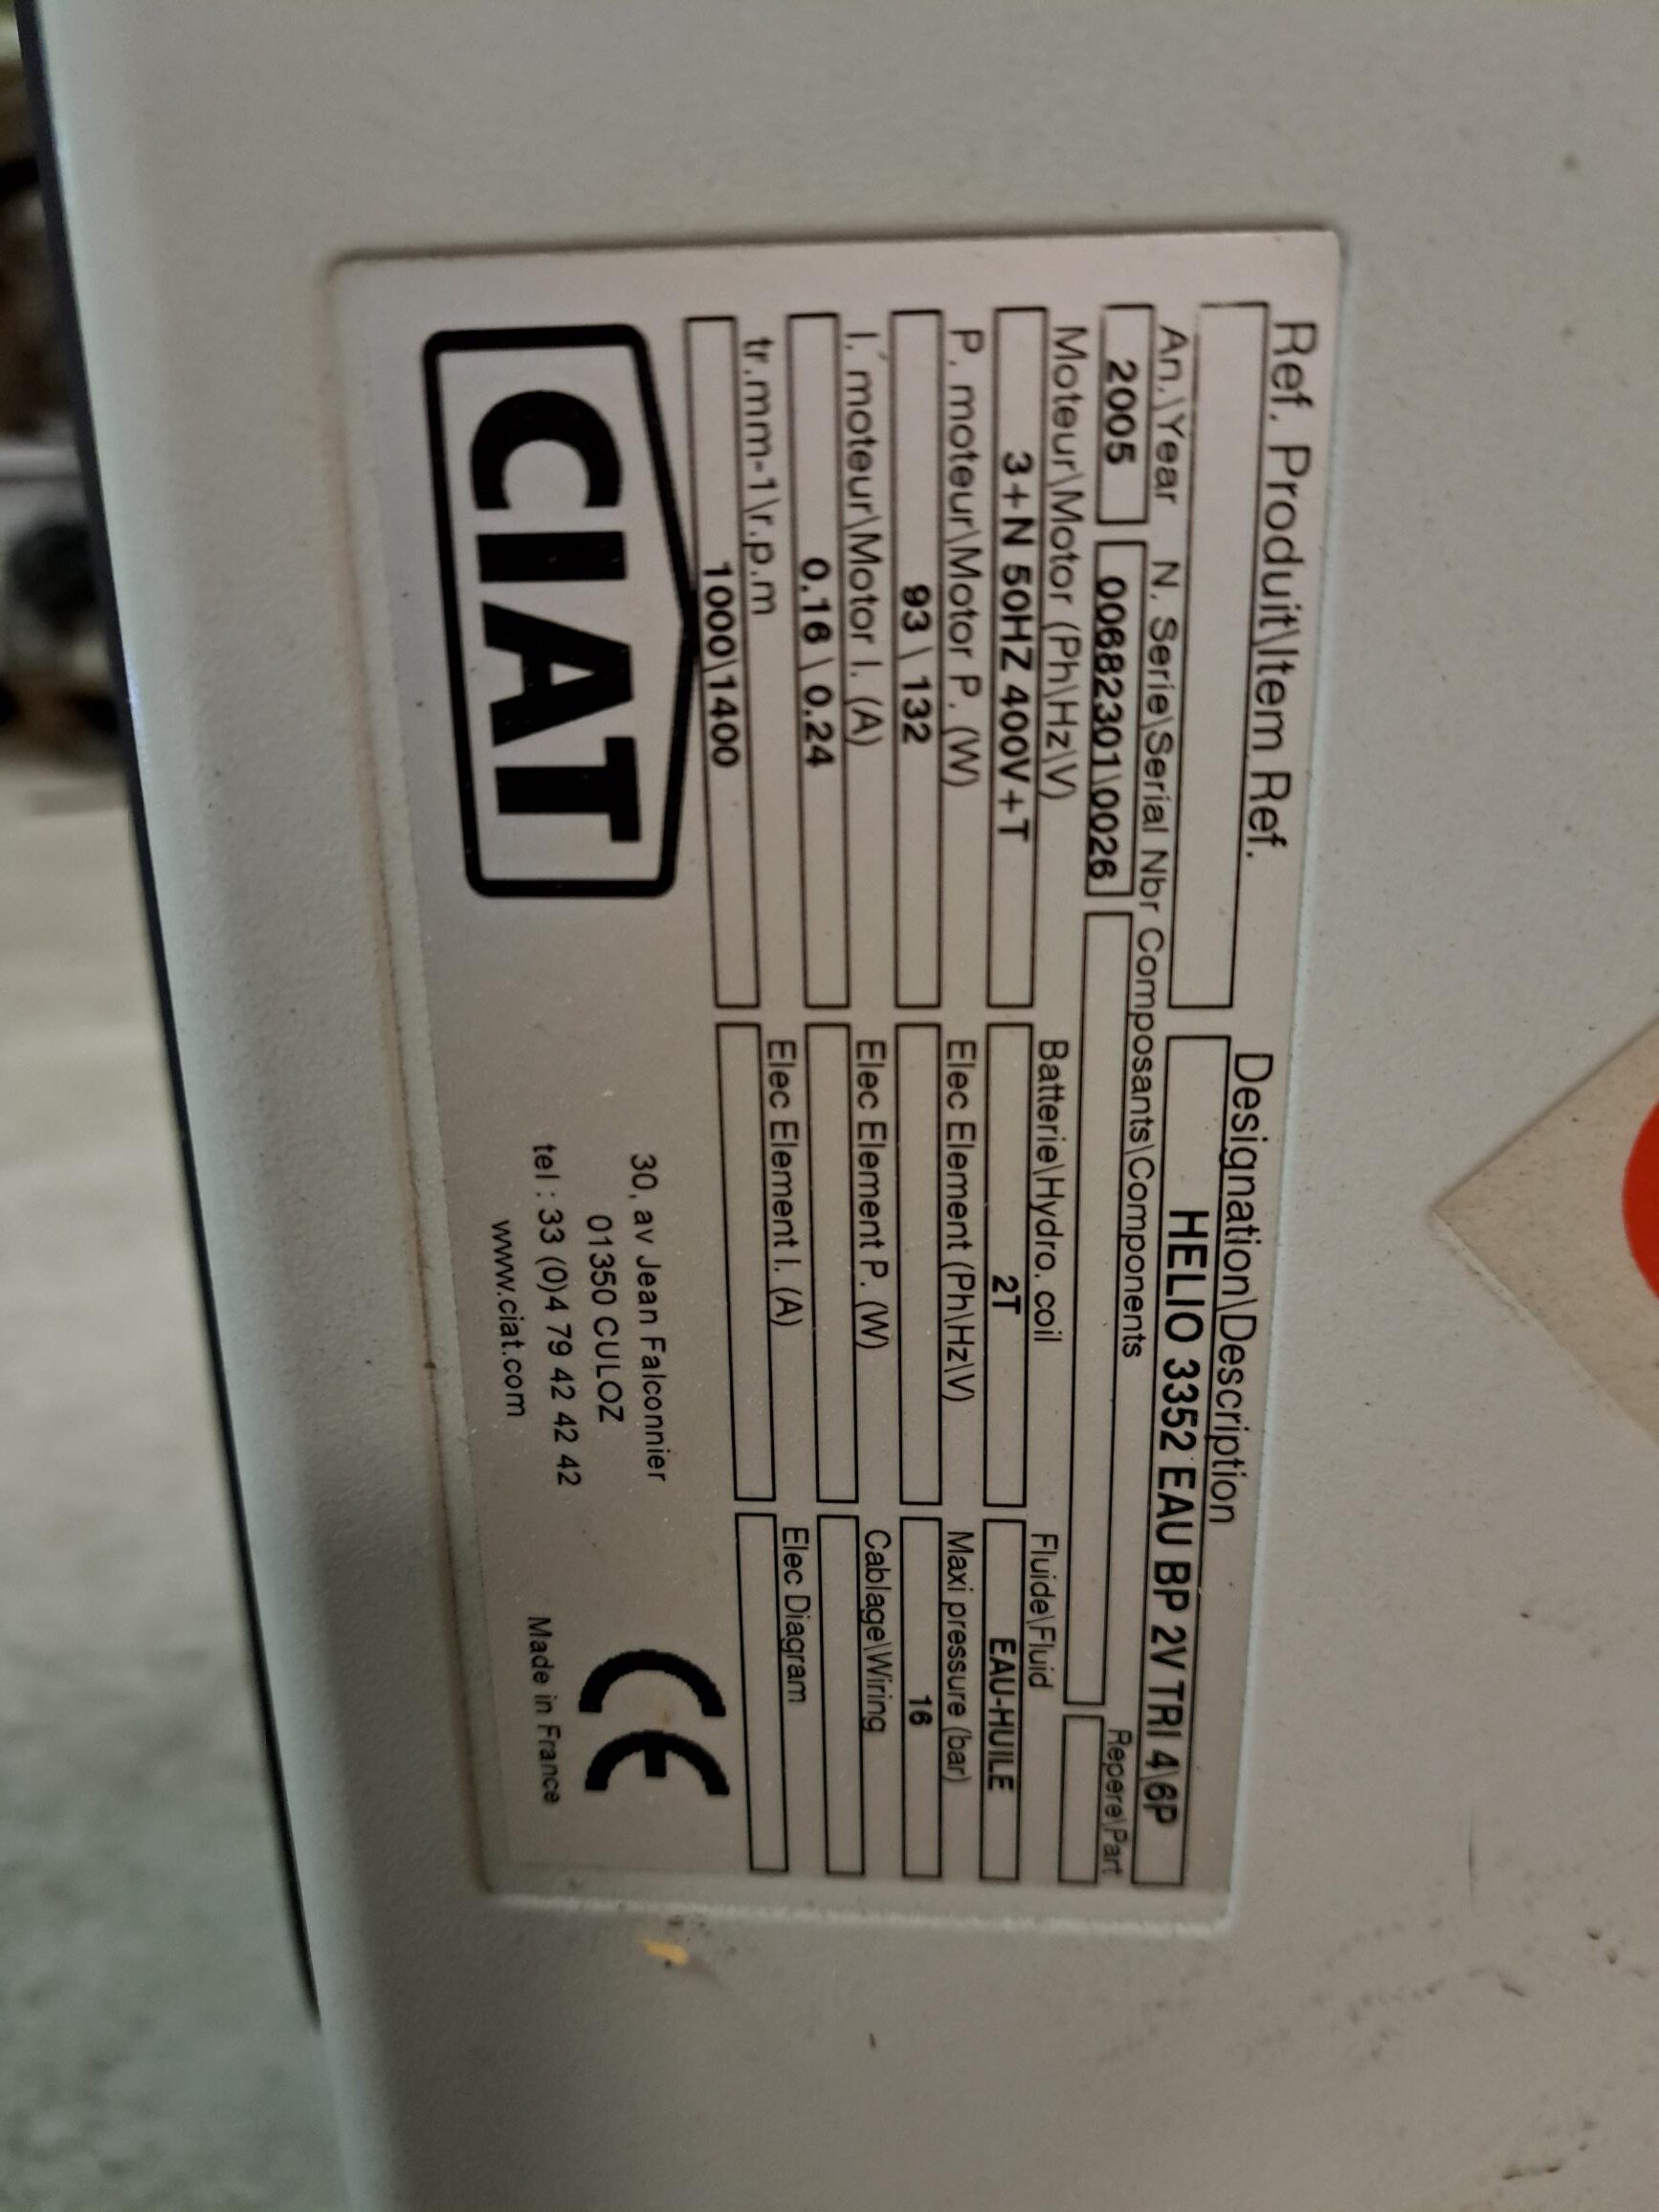 Ref. Produit\Item Ref. Designation\Description
HELIO 3352 EAU BP 2V TRI 4\6P
An.\Year N. Serie\Serial Nbr Composants\Components Repere\Part
2005 00682301\0026
Moteur\Motor (Ph\Hz\V) Batterie\Hydro. coil Fluide\Fluid
3+N 50HZ 400V+T 2T EAU-HUILE
P. moteur\Motor P. (W) Elec Element (Ph\Hz\V) Maxi pressure (bar)
93 \ 132 16
I. moteur\Motor I. (A) Elec Element P. (W) Cablage\Wiring
0.16 \ 0.24
tr.mm-1\r.p.m Elec Element I. (A) Elec Diagram
1000\1400
CIAT
30, av Jean Falconnier
01350 CULOZ
tel : 33 (0)4 79 42 42 42
www.ciat.com
CE
Made in France